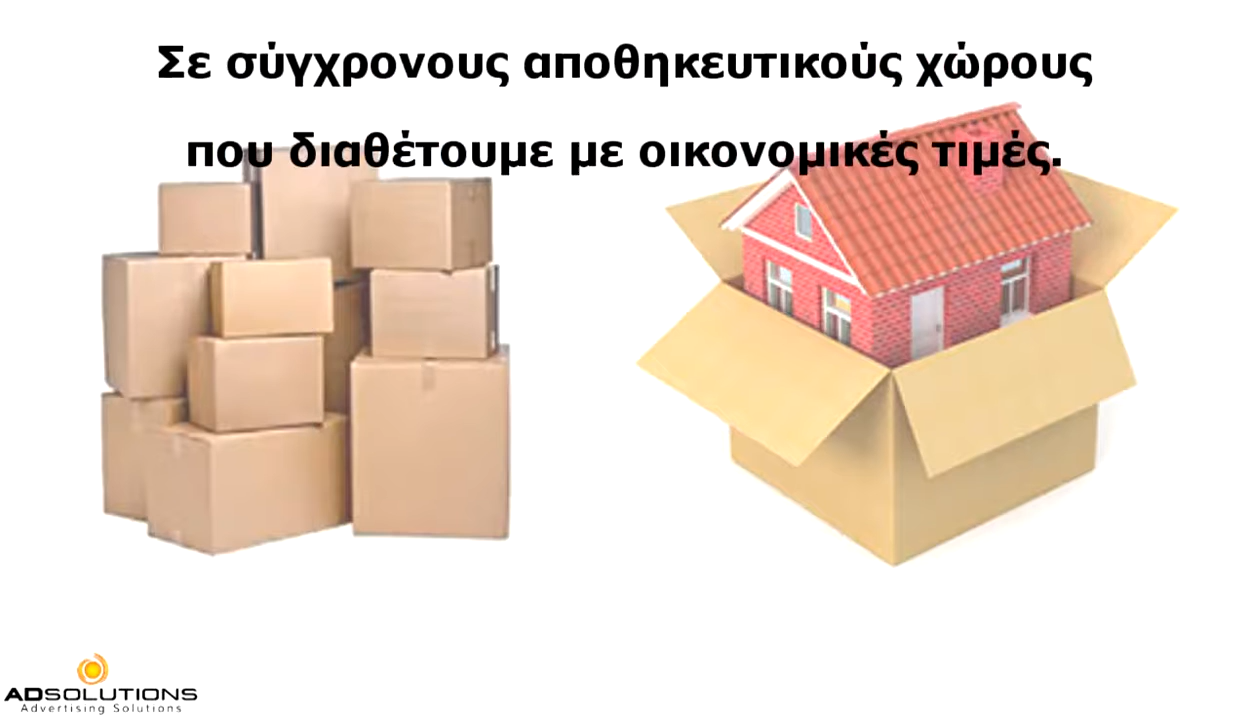 Σε σύγχρονους αποθηκευτικούς χώρους
που διαθέτουμε με οικονομικές τιμές.
ADSOLUTIONS
Advertising Solutions